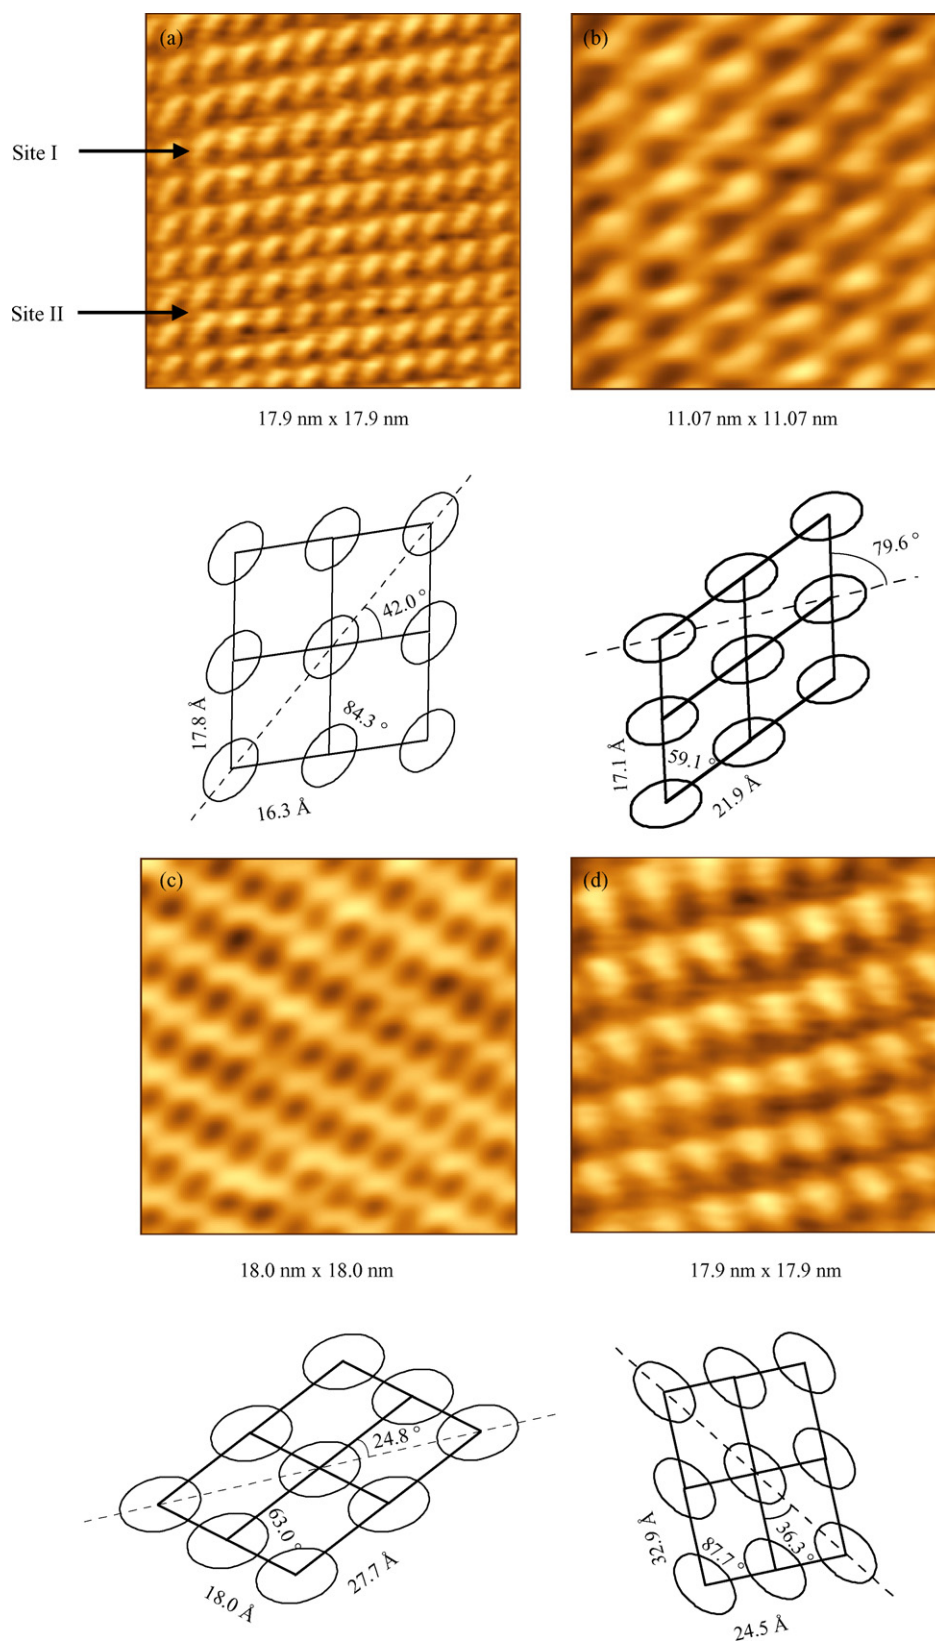 (a)
(b)
Site I
Site II
17.9 nm x 17.9 nm
11.07 nm x 11.07 nm
42.0 °
84.3 °
17.8 Å
16.3 Å
79.6 °
59.1 °
17.1 Å
21.9 Å
(c)
(d)
18.0 nm x 18.0 nm
17.9 nm x 17.9 nm
24.8 °
63.0 °
18.0 Å
27.7 Å
36.3 °
87.7 °
32.9 Å
24.5 Å